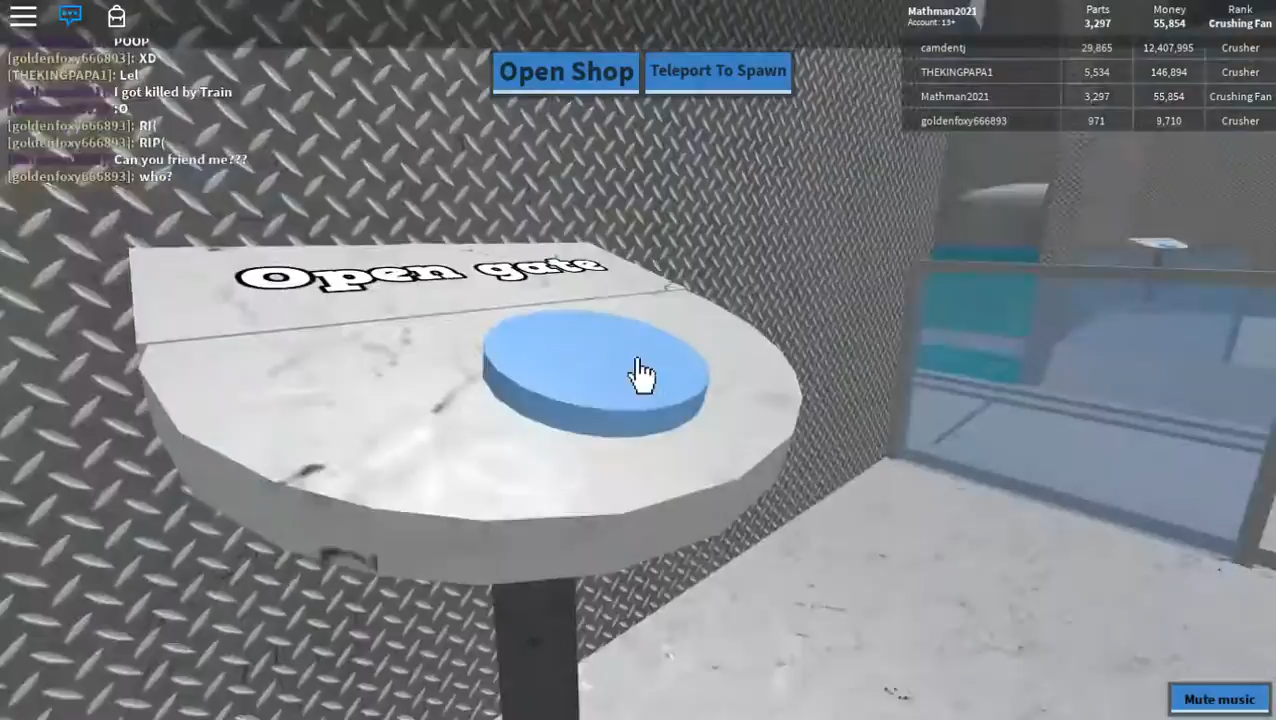 Mathman2021
Account: 13+
Parts
3,297
Money
55,854
Rank
Crushing Fan
camdentj 29,865 12,407,995 Crusher
THEKINGPAPA1 5,534 146,894 Crusher
Mathman2021 3,297 55,854 Crushing Fan
goldenfoxy666893 971 9,710 Crusher
POOP
[goldenfoxy666893]: XD
[THEKINGPAPA1]: Lel
I got killed by Train
:O
[goldenfoxy666893]:
[goldenfoxy666893]: RIP(
Can you friend me???
[goldenfoxy666893]: who?
Open Shop
Teleport To Spawn
Open gate
Mute music